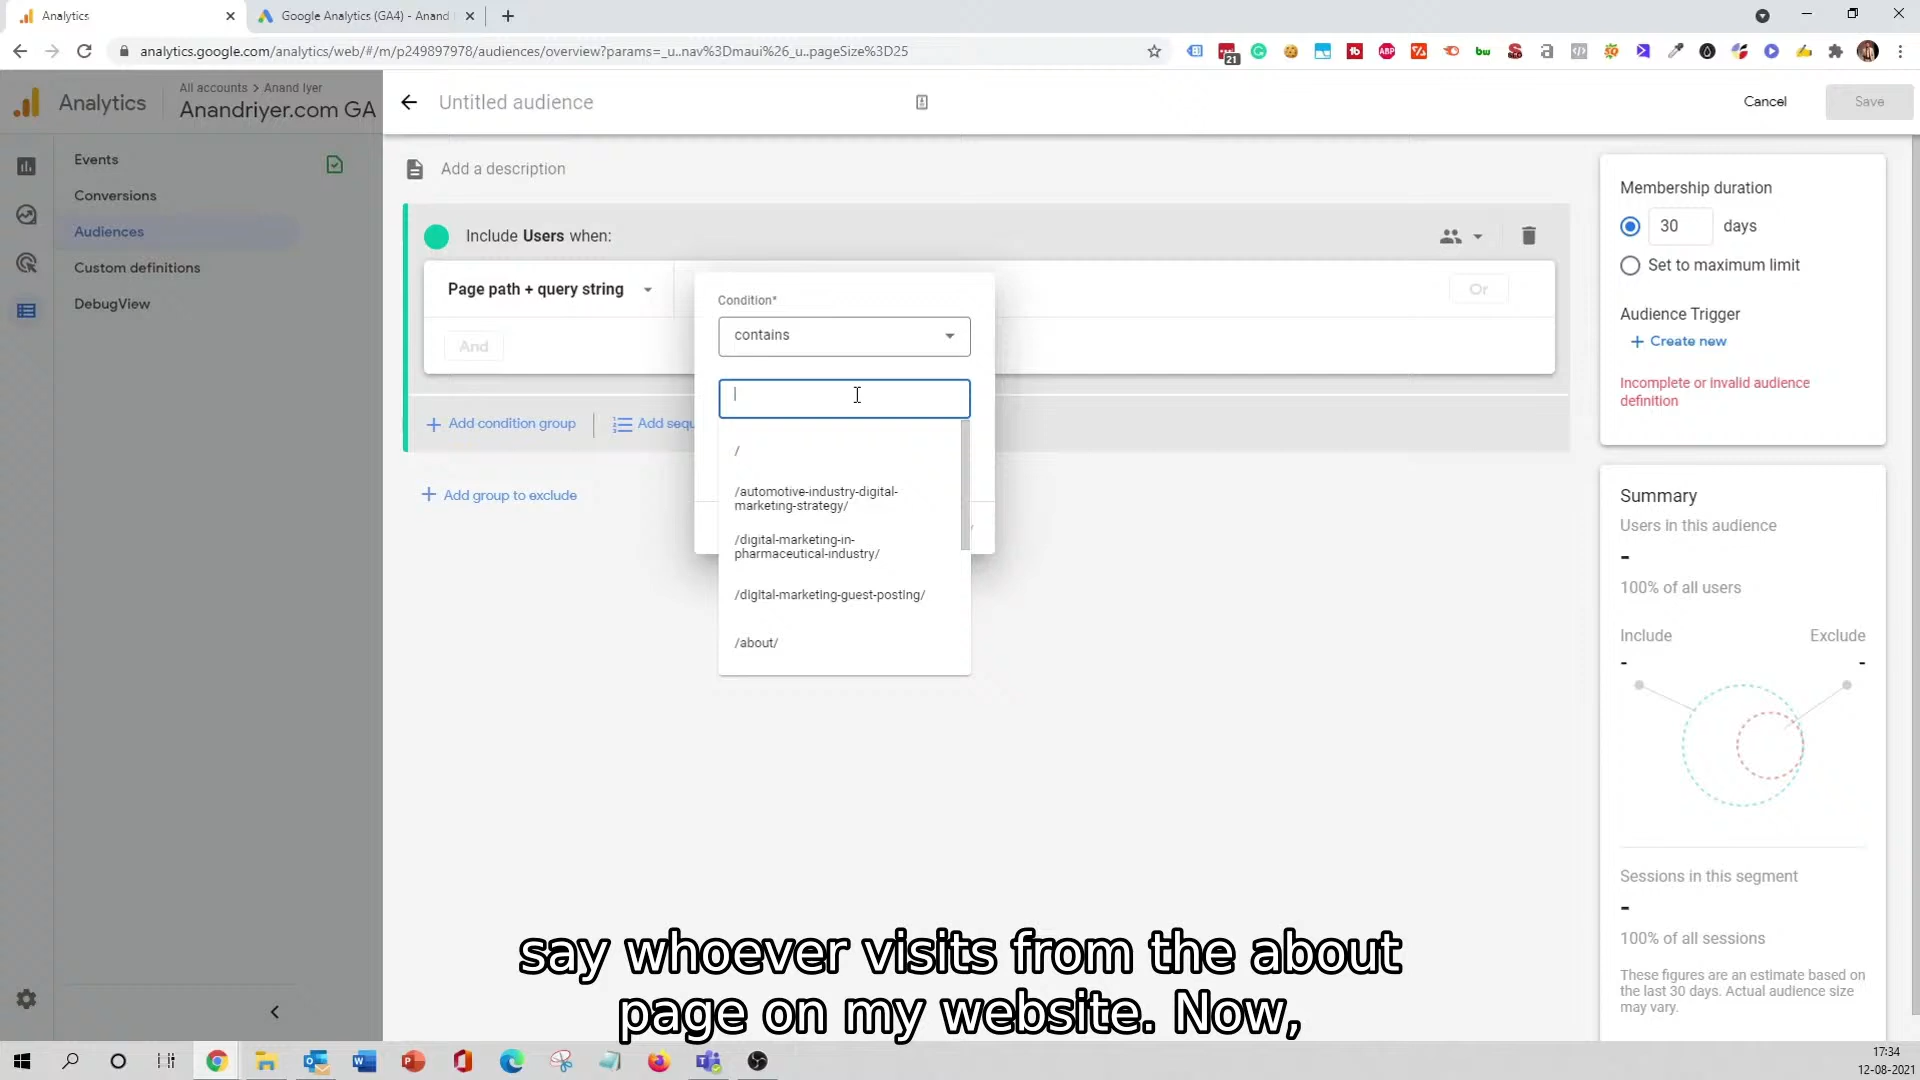 Analytics
Google Analytics (GA4) - Anand
analytics.google.com/analytics/web/#/m/p249897978/audiences/overview?params=_u..nav%3Dmaui%26_u..pageSize%3D25
21
ABP
bw
Analytics
All accounts > Anand Iyer
Anandriyer.com GA
Untitled audience
Cancel
Save
Events
Conversions
Audiences
Custom definitions
DebugView
Add a description
Include Users when:
Page path + query string
Or
And
Condition*
contains
/
/automotive-industry-digital-
marketing-strategy/
/digital-marketing-in-
pharmaceutical-industry/
/digital-marketing-guest-posting/
/about/
+ Add condition group
Add sequ
+ Add group to exclude
Membership duration
30 days
Set to maximum limit
Audience Trigger
+ Create new
Incomplete or invalid audience
definition
Summary
Users in this audience
-
100% of all users
Include Exclude
- -
Sessions in this segment
-
100% of all sessions
These figures are an estimate based on
the last 30 days. Actual audience size
may vary.
say whoever visits from the about
page on my website. Now,
17:34
12-08-2021